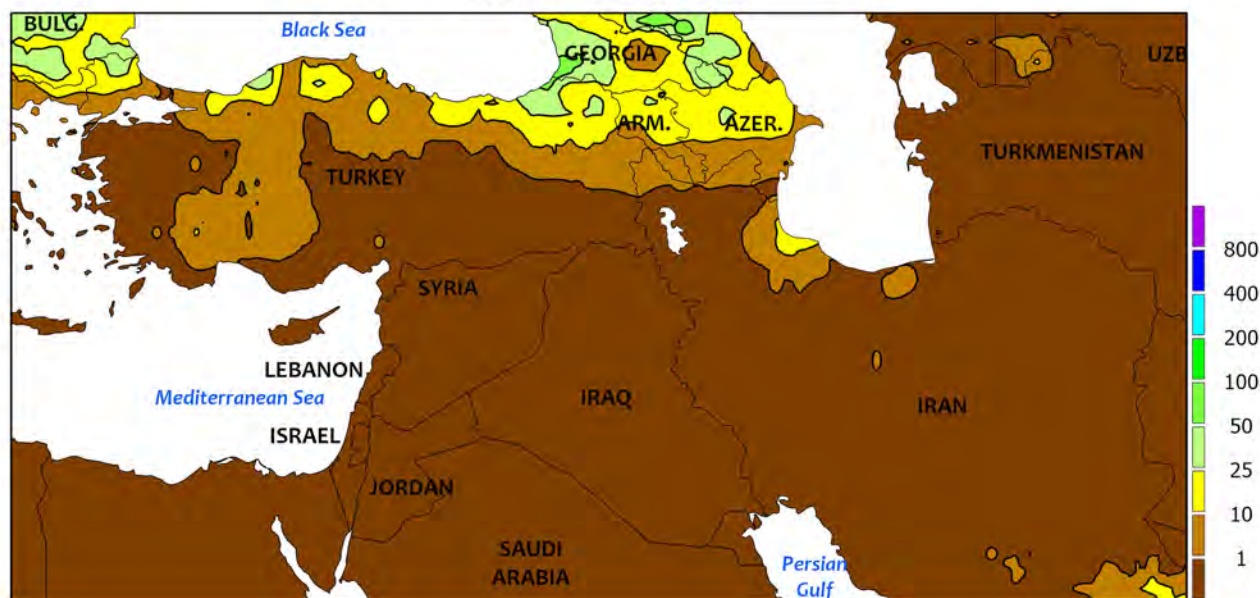 BULG.
Black Sea
GEORGIA
UZB
ARM.
AZER.
TURKMENISTAN
TURKEY
SYRIA
LEBANON
Mediterranean Sea
IRAQ
IRAN
ISRAEL
JORDAN
SAUDI
ARABIA
Persian
Gulf
800
400
200
100
50
25
10
1